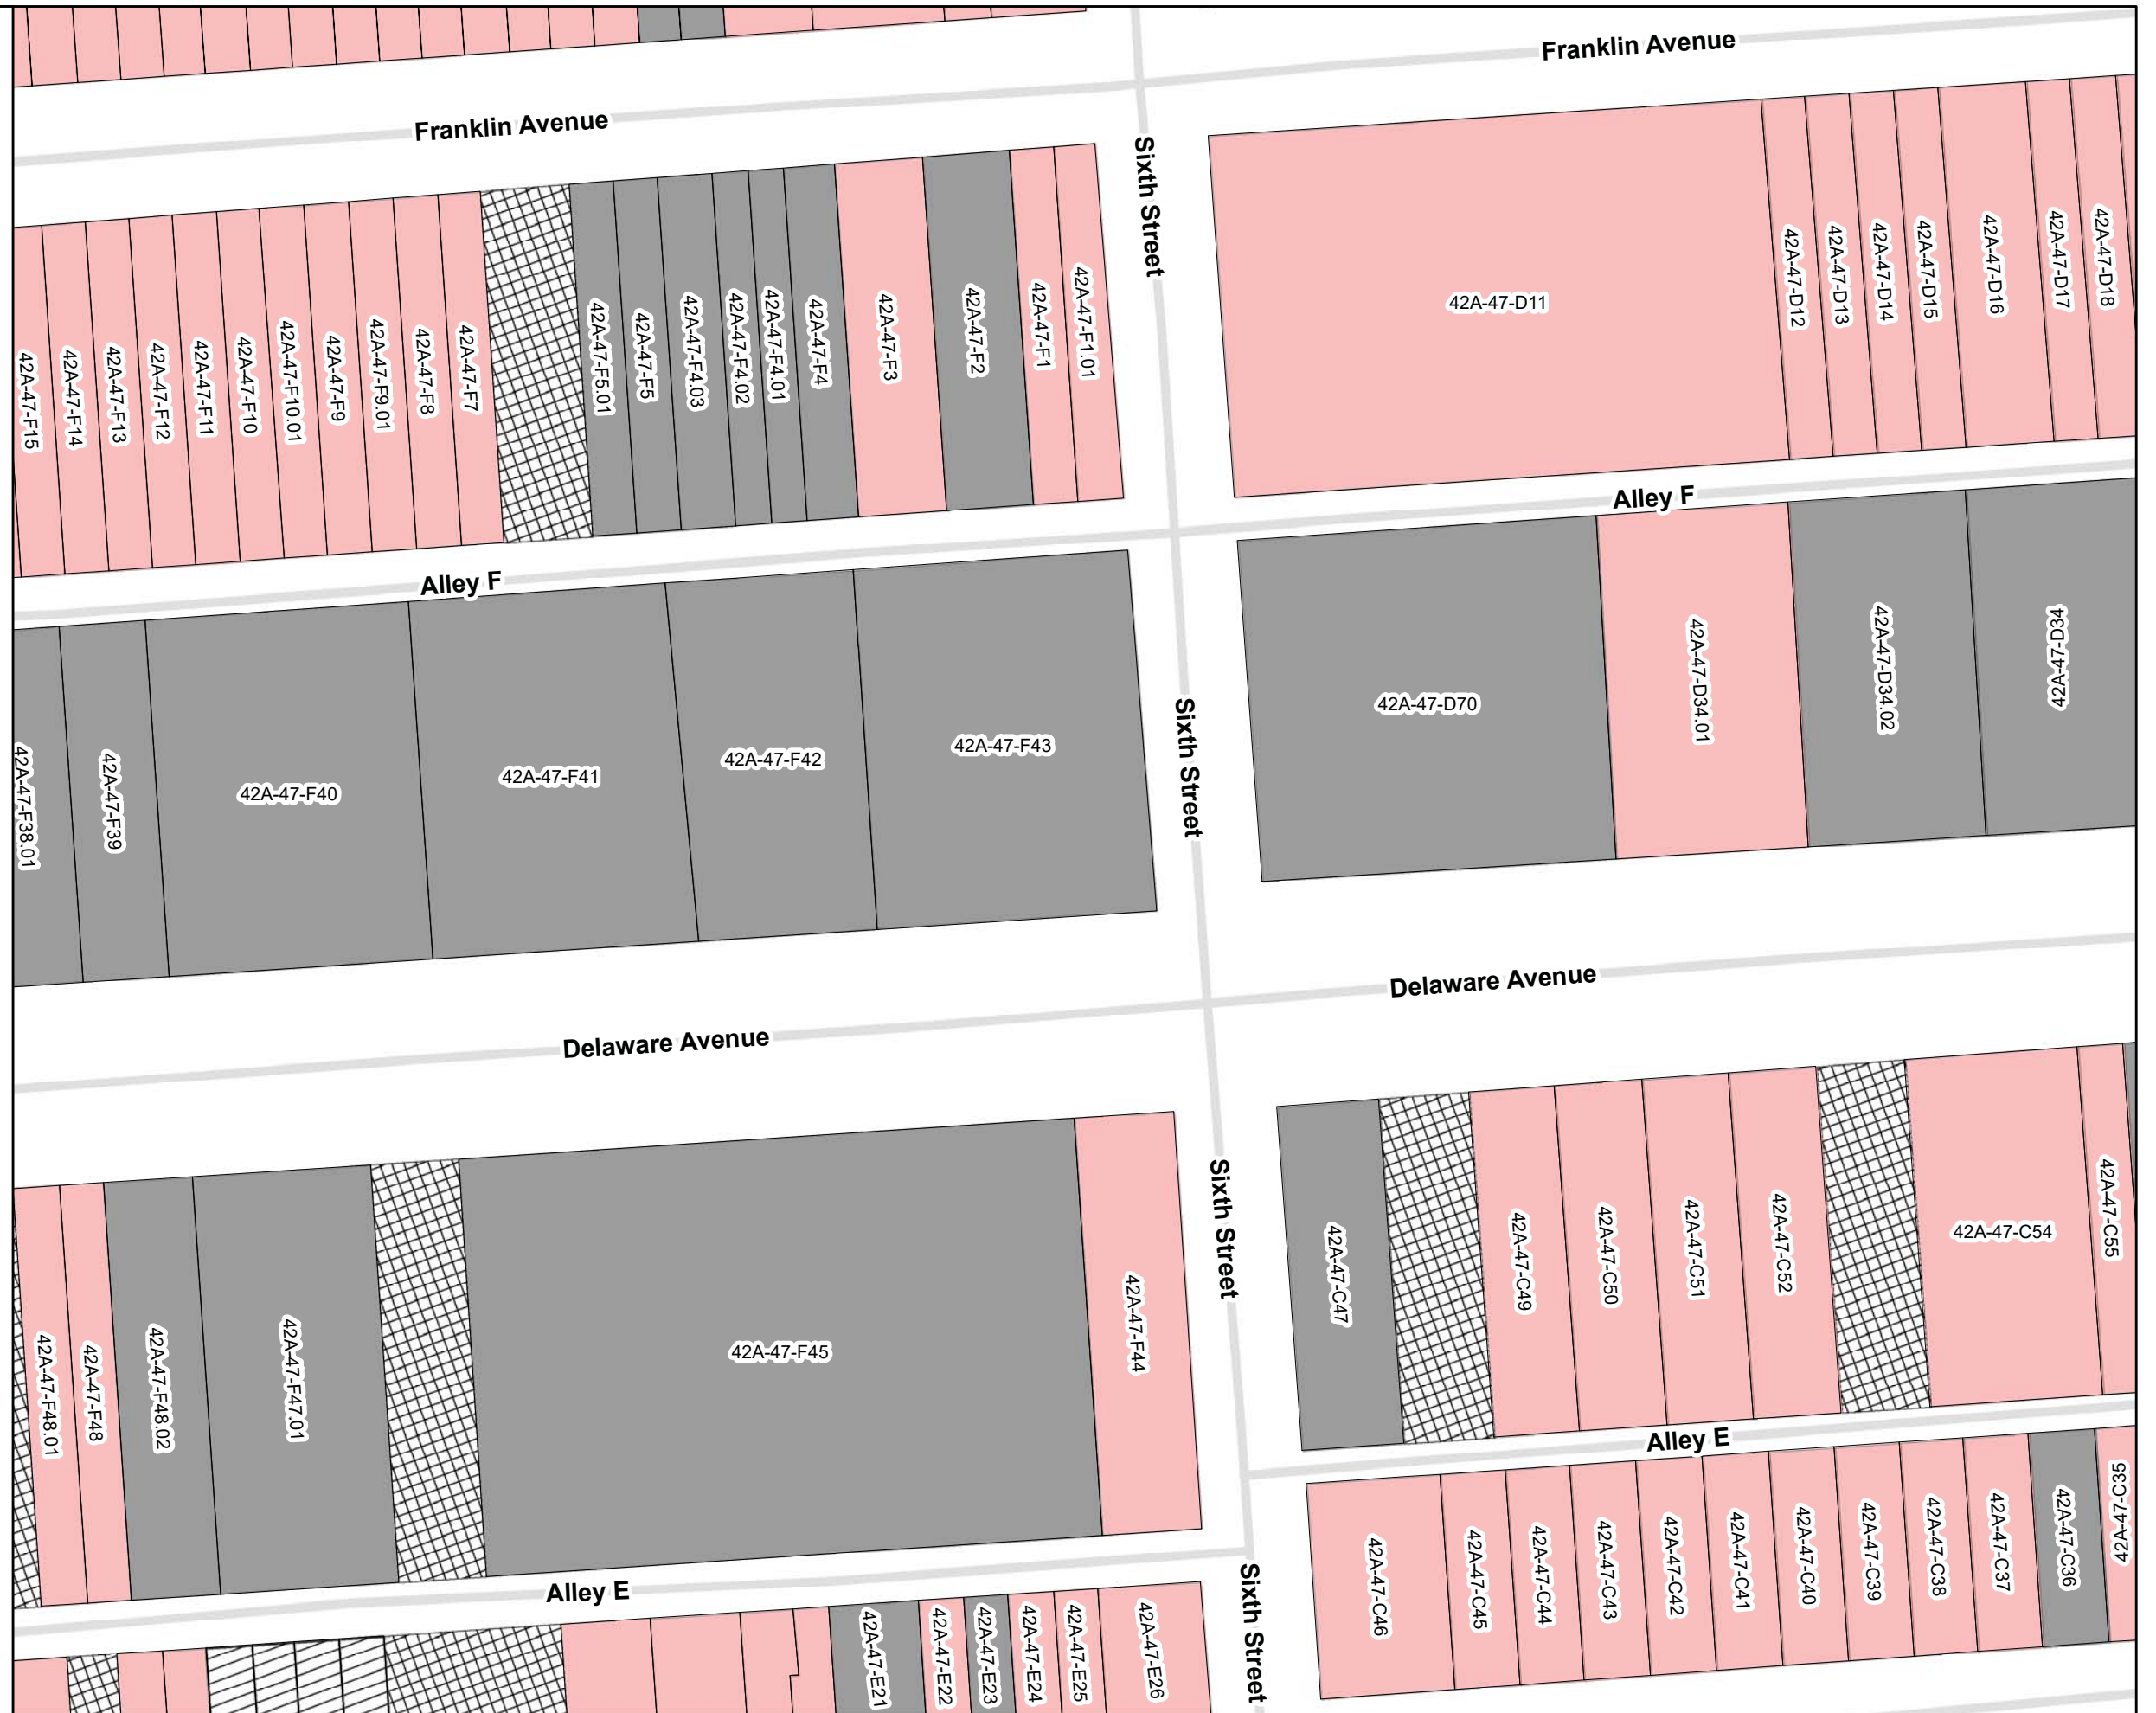 Franklin Avenue
Franklin Avenue
Sixth Street
42A-47-F15
42A-47-F14
42A-47-F13
42A-47-F12
42A-47-F11
42A-47-F10
42A-47-F10.01
42A-47-F9
42A-47-F9.01
42A-47-F8
42A-47-F7
42A-47-F5.01
42A-47-F5
42A-47-F4.03
42A-47-F4.02
42A-47-F4.01
42A-47-F4
42A-47-F3
42A-47-F2
42A-47-F1
42A-47-F1.01
42A-47-D11
42A-47-D12
42A-47-D13
42A-47-D14
42A-47-D15
42A-47-D16
42A-47-D17
42A-47-D18
Alley F
Alley F
42A-47-F38.01
42A-47-F39
42A-47-F40
42A-47-F41
42A-47-F42
42A-47-F43
Sixth Street
42A-47-D70
42A-47-D34.01
42A-47-D34.02
42A-47-D34
Delaware Avenue
Delaware Avenue
42A-47-F48.01
42A-47-F48
42A-47-F48.02
42A-47-F47.01
42A-47-F45
42A-47-F44
Sixth Street
42A-47-C47
42A-47-C49
42A-47-C50
42A-47-C51
42A-47-C52
42A-47-C54
42A-47-C55
Alley E
Alley E
42A-47-E21
42A-47-E22
42A-47-E23
42A-47-E24
42A-47-E25
42A-47-E26
Sixth Street
42A-47-C46
42A-47-C45
42A-47-C44
42A-47-C43
42A-47-C42
42A-47-C41
42A-47-C40
42A-47-C39
42A-47-C38
42A-47-C37
42A-47-C36
42A-47-C35